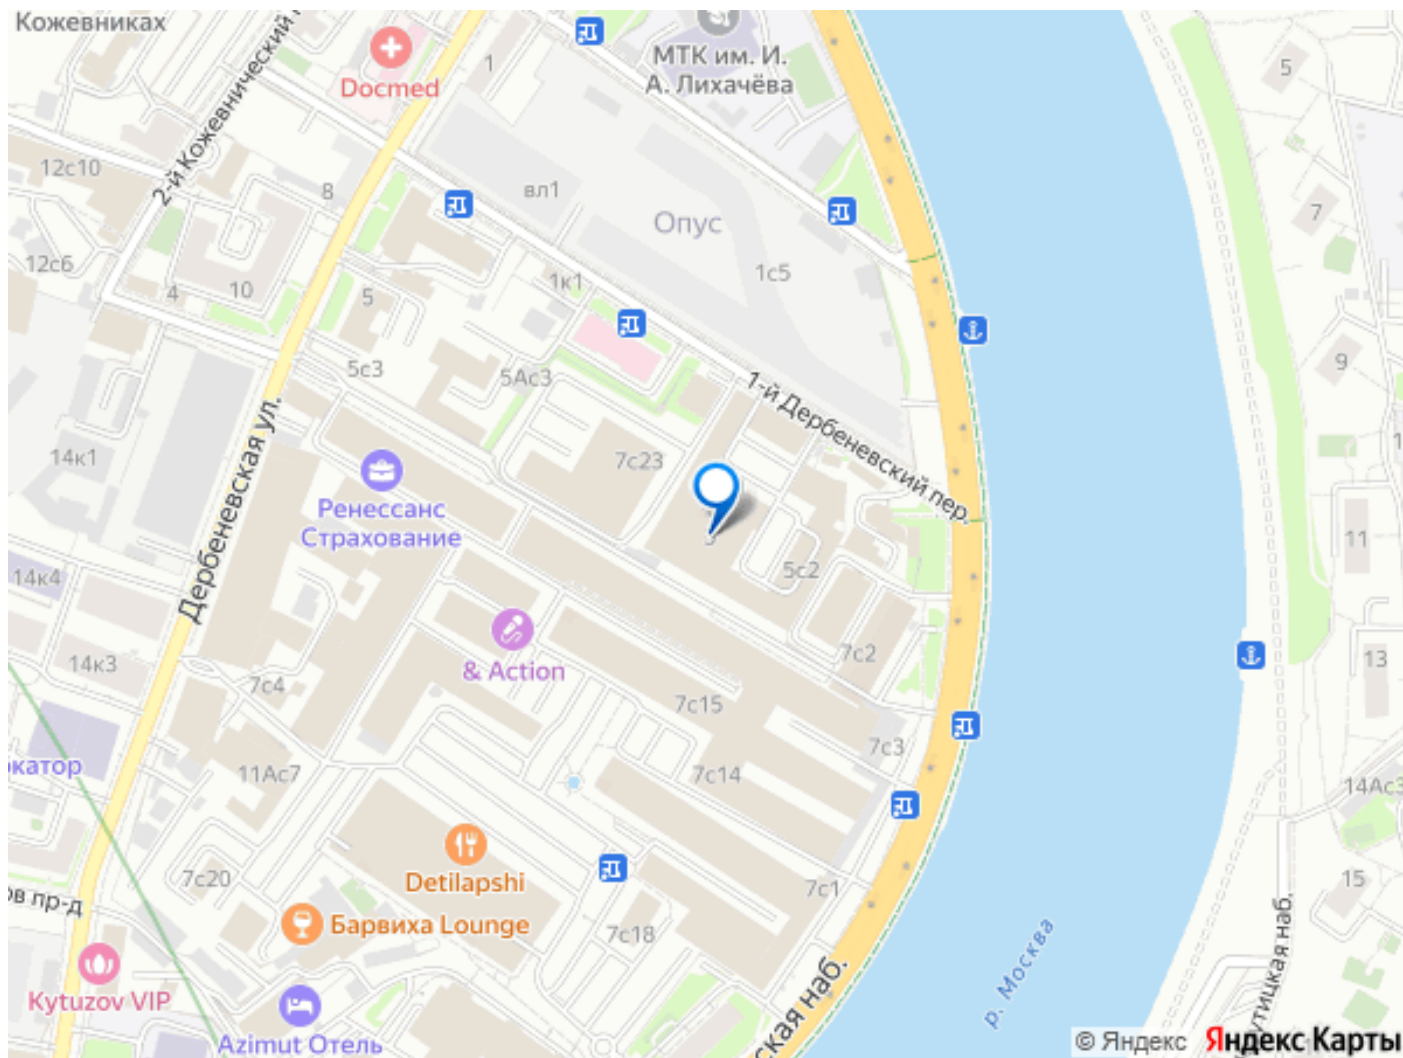 Кожевниках
Docmed
1
МТК им. И.
А. Лихачёва
5
2-й Кожевнический
12с10
8
вл1
Опус
7
12с6
4
10
5
1к1
1с5
5с3
5Ас3
9
1-й Дербеневский пер.
Дербеневская ул.
14к1
7с23
Ренессанс
Страхование
11
14к4
5с2
14к3
7с4
& Action
7с2
13
7с15
7с3
катор
11Ас7
7с14
14Ас3
7с20
Detilapshi
7с1
15
ов пр-д
Барвиха Lounge
7с18
Kytuzov VIP
Azimut Отель
ская наб.
р. Москва
утицкая наб.
© Яндекс Яндекс Карты